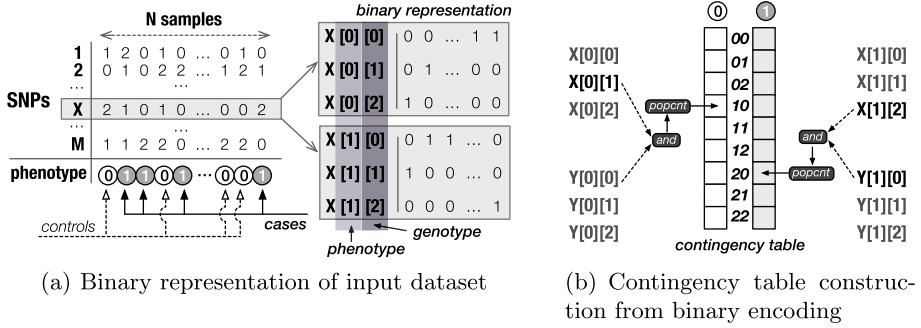 N samples
1 1 2 0 1 0 ... 0 1 0
2 0 1 0 2 2 ... 1 2 1
... ...
SNPs X 2 1 0 1 0 ... 0 0 2
... ...
M 1 1 2 2 0 ... 2 2 0
phenotype 0 1 1 0 1 ... 0 0 1
controls
cases
binary representation
X [0] [0] 0 0 ... 1 1
X [0] [1] 0 1 ... 0 0
X [0] [2] 1 0 ... 0 0
X [1] [0] 0 1 1 ... 0
X [1] [1] 1 0 0 ... 0
X [1] [2] 0 0 0 ... 1
genotype
phenotype
(a) Binary representation of input dataset
0 1
X[0][0]
X[0][1]
X[0][2]
popcnt
and
Y[0][0]
Y[0][1]
Y[0][2]
00
01
02
10
11
12
20
21
22
X[1][0]
X[1][1]
X[1][2]
and
popcnt
Y[1][0]
Y[1][1]
Y[1][2]
contingency table
(b) Contingency table construc-
tion from binary encoding